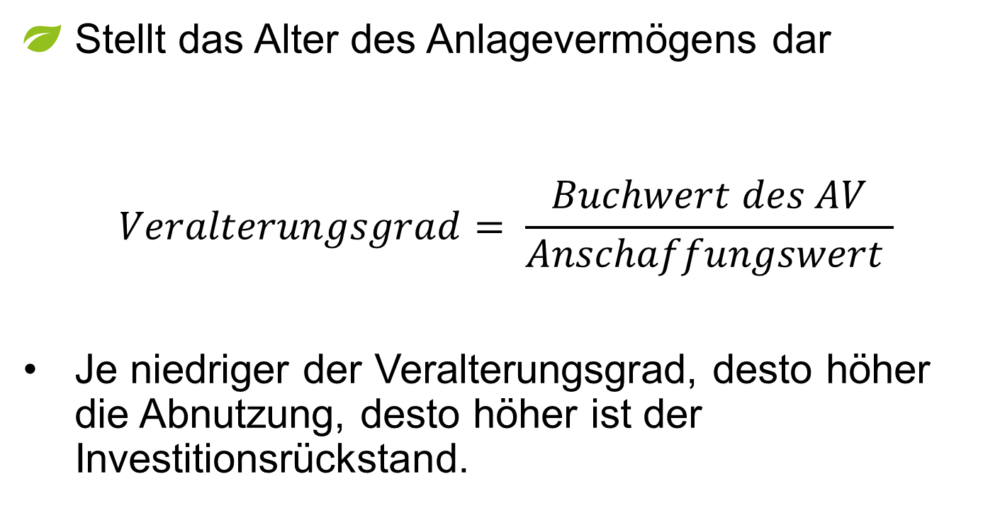 Stellt das Alter des Anlagevermögens dar
Veralterungsgrad = Buchwert des AV / Anschaffungswert
• Je niedriger der Veralterungsgrad, desto höher
die Abnutzung, desto höher ist der
Investitionsrückstand.